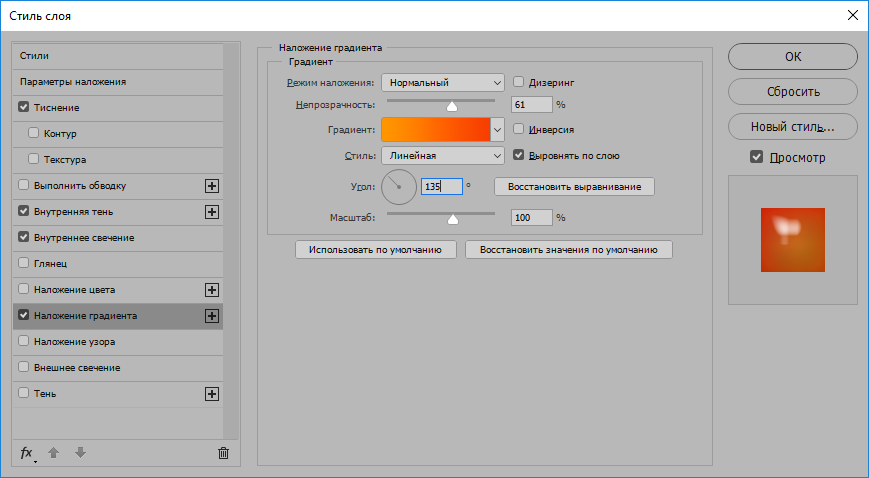 Стиль слоя
Стили
Параметры наложения
Тиснение
Контур
Текстура
Выполнить обводку
Внутренняя тень
Внутреннее свечение
Глянец
Наложение цвета
Наложение градиента
Наложение узора
Внешнее свечение
Тень
fx
Наложение градиента
Градиент
Режим наложения: Нормальный Дизеринг
Непрозрачность: 61 %
Градиент: Инверсия
Стиль: Линейная Выровнять по слою
Угол: 135 ° Восстановить выравнивание
Масштаб: 100 %
Использовать по умолчанию Восстановить значения по умолчанию
ОК
Сбросить
Новый стиль...
Просмотр